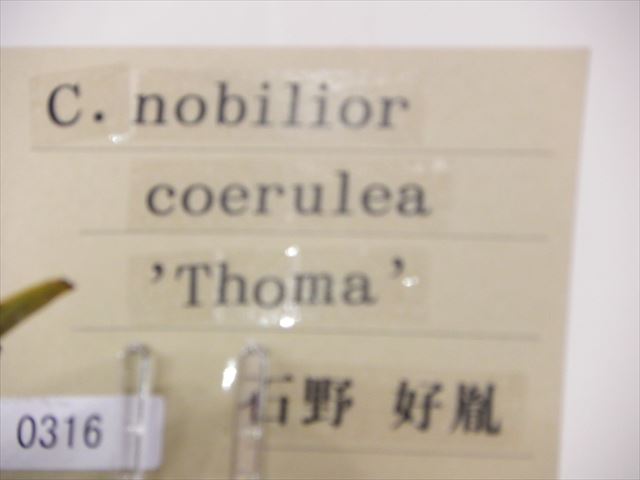 C. nobilior
coerulea
’Thoma’
石野 好胤
0316